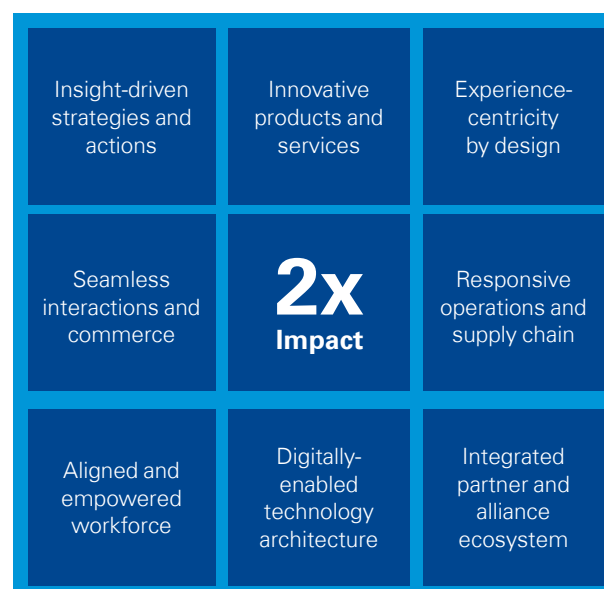 Insight-driven
strategies and
actions
Innovative
products and
services
Experience-
centricity
by design
Seamless
interactions and
commerce
2x
Impact
Responsive
operations and
supply chain
Aligned and
empowered
workforce
Digitally-
enabled
technology
architecture
Integrated
partner and
alliance
ecosystem